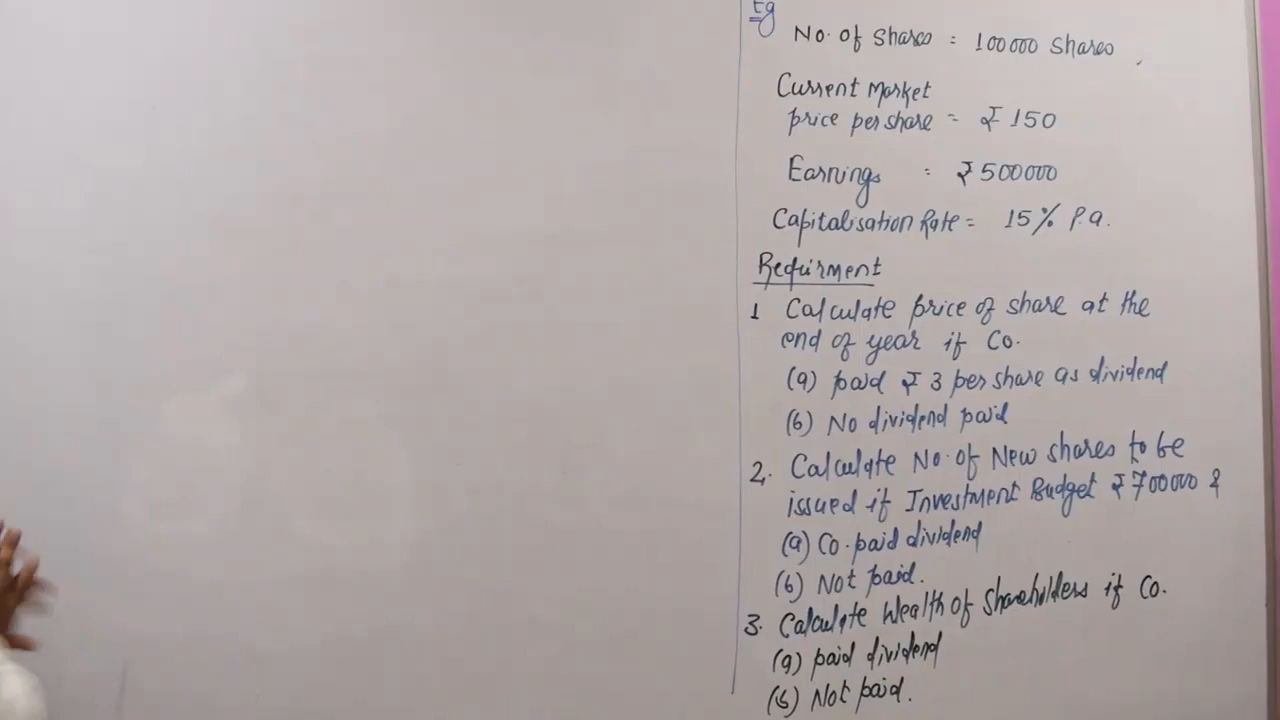 Eg
No. of Shares = 100000 Shares
Current Market
price per share = ₹ 150
Earnings = ₹ 500000
Capitalisation Rate = 15% P.a.
Requirment
1 Calculate price of share at the
end of year if Co.
(a) paid ₹ 3 per share as dividend
(b) No dividend paid
2. Calculate No. of New shares to be
issued if Investment Budget ₹ 700000 &
(a) Co. paid dividend
(b) Not paid.
3. Calculate Wealth of Shareholders if Co.
(a) paid dividend
(b) Not paid.